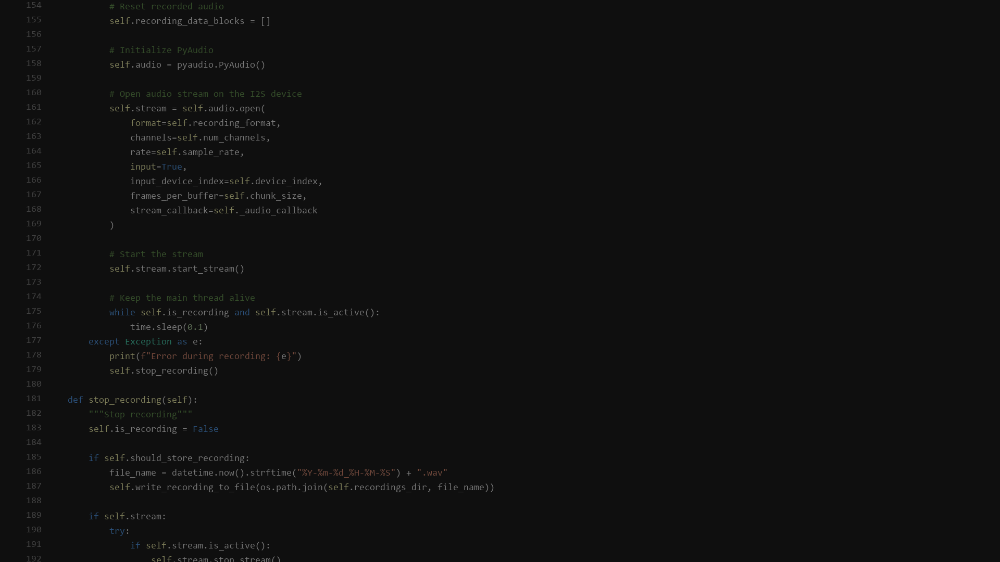 154             # Reset recorded audio
155             self.recording_data_blocks = []
156
157             # Initialize PyAudio
158             self.audio = pyaudio.PyAudio()
159
160             # Open audio stream on the I2S device
161             self.stream = self.audio.open(
162                 format=self.recording_format,
163                 channels=self.num_channels,
164                 rate=self.sample_rate,
165                 input=True,
166                 input_device_index=self.device_index,
167                 frames_per_buffer=self.chunk_size,
168                 stream_callback=self._audio_callback
169             )
170
171             # Start the stream
172             self.stream.start_stream()
173
174             # Keep the main thread alive
175             while self.is_recording and self.stream.is_active():
176                 time.sleep(0.1)
177         except Exception as e:
178             print(f"Error during recording: {e}")
179             self.stop_recording()
180
181     def stop_recording(self):
182         """Stop recording"""
183         self.is_recording = False
184
185         if self.should_store_recording:
186             file_name = datetime.now().strftime("%Y-%m-%d_%H-%M-%S") + ".wav"
187             self.write_recording_to_file(os.path.join(self.recordings_dir, file_name))
188
189         if self.stream:
190             try:
191                 if self.stream.is_active():
192                     self.stream.stop_stream()